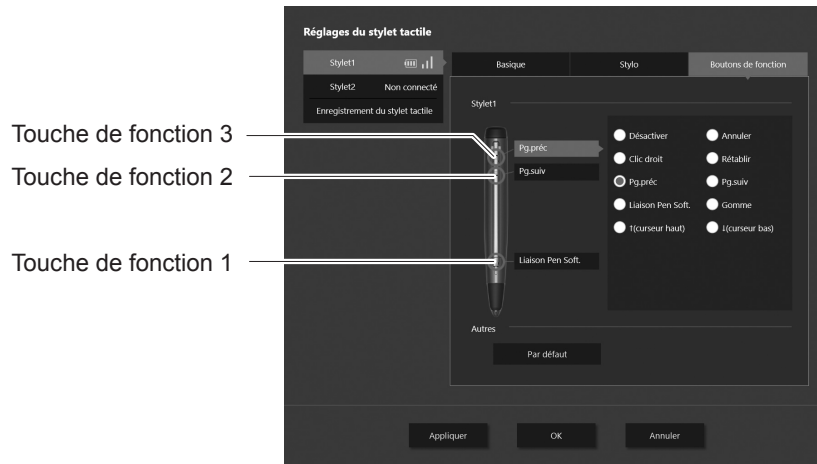 Réglages du stylet tactile
Stylet1
Basique
Stylo
Boutons de fonction
Stylet2 Non connecté
Enregistrement du stylet tactile
Stylet1
Touche de fonction 3
Touche de fonction 2
Touche de fonction 1
Pg.préc
Pg.suiv
Liaison Pen Soft.
Désactiver Annuler
Clic droit Rétablir
Pg.préc Pg.suiv
Liaison Pen Soft. Gomme
↑(curseur haut) ↓(curseur bas)
Autres
Par défaut
Appliquer OK Annuler